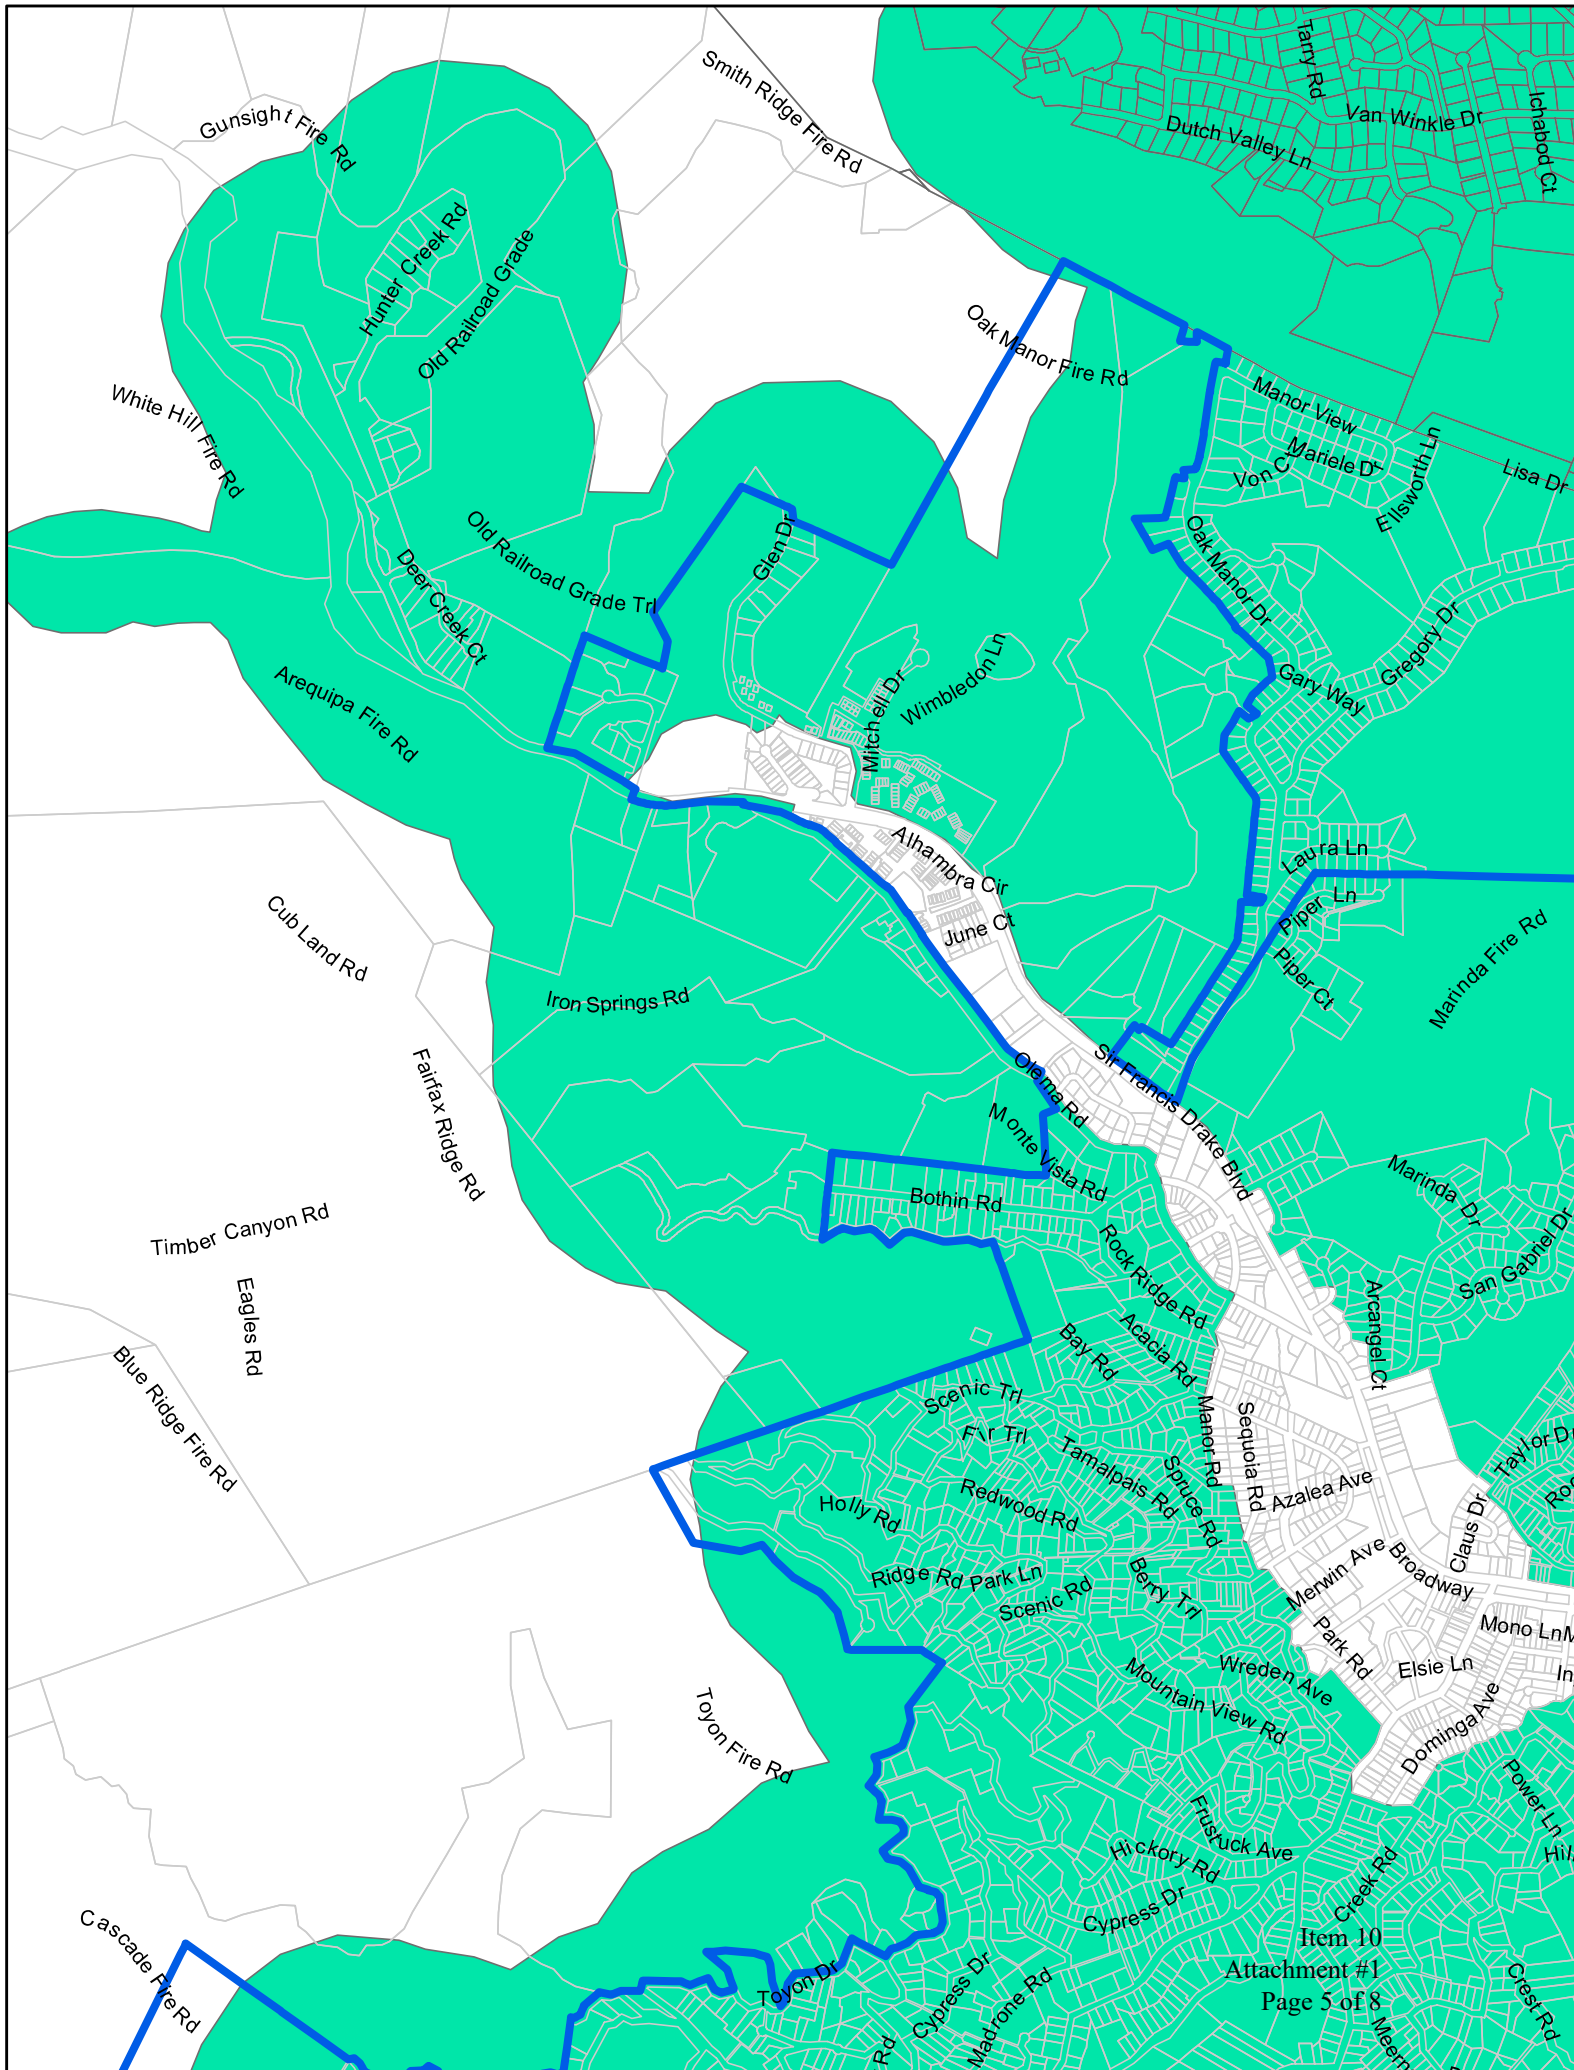 Smith Ridge Fire Rd
Tarry Rd
Van Winkle Dr
Ichabod Ct
Dutch Valley Ln
Gunsight Fire Rd
Hunter Creek Rd
Old Railroad Grade
Oak Manor Fire Rd
White Hill Fire Rd
Manor View
Mariele Dr
Von Ct
Ellsworth Ln
Lisa Dr
Old Railroad Grade Trl
Glen Dr
Oak Manor Dr
Deer Creek Ct
Gregory Dr
Gary Way
Wimbledon Ln
Mitchell Dr
Arequipa Fire Rd
Alhambra Cir
Laura Ln
Piper Ln
June Ct
Cub Land Rd
Piper Ct
Marinda Fire Rd
Iron Springs Rd
Fairfax Ridge Rd
Olema Rd
Sir Francis Drake Blvd
Monte Vista Rd
Marinda Dr
Bothin Rd
Timber Canyon Rd
Rock Ridge Rd
San Gabriel Dr
Eagles Rd
Arcangel Ct
Acacia Rd
Bay Rd
Blue Ridge Fire Rd
Scenic Trl
Fir Trl
Manor Rd
Sequoia Rd
Tamalpais Rd
Spruce Rd
Taylor Dr
Azalea Ave
Holly Rd
Redwood Rd
Claus Dr
Ridge Rd
Park Ln
Scenic Rd
Berry Trl
Merwin Ave
Broadway
Mono Ln
Park Rd
Elsie Ln
Wreden Ave
Mountain View Rd
Dominga Ave
Toyon Fire Rd
Power Ln
Frustuck Ave
Hickory Rd
Creek Rd
Cypress Dr
Cascade Fire Rd
Toyon Dr
Cypress Dr
Madrone Rd
Rd
Crest Rd
Item 10
Attachment #1
Page 5 of 8